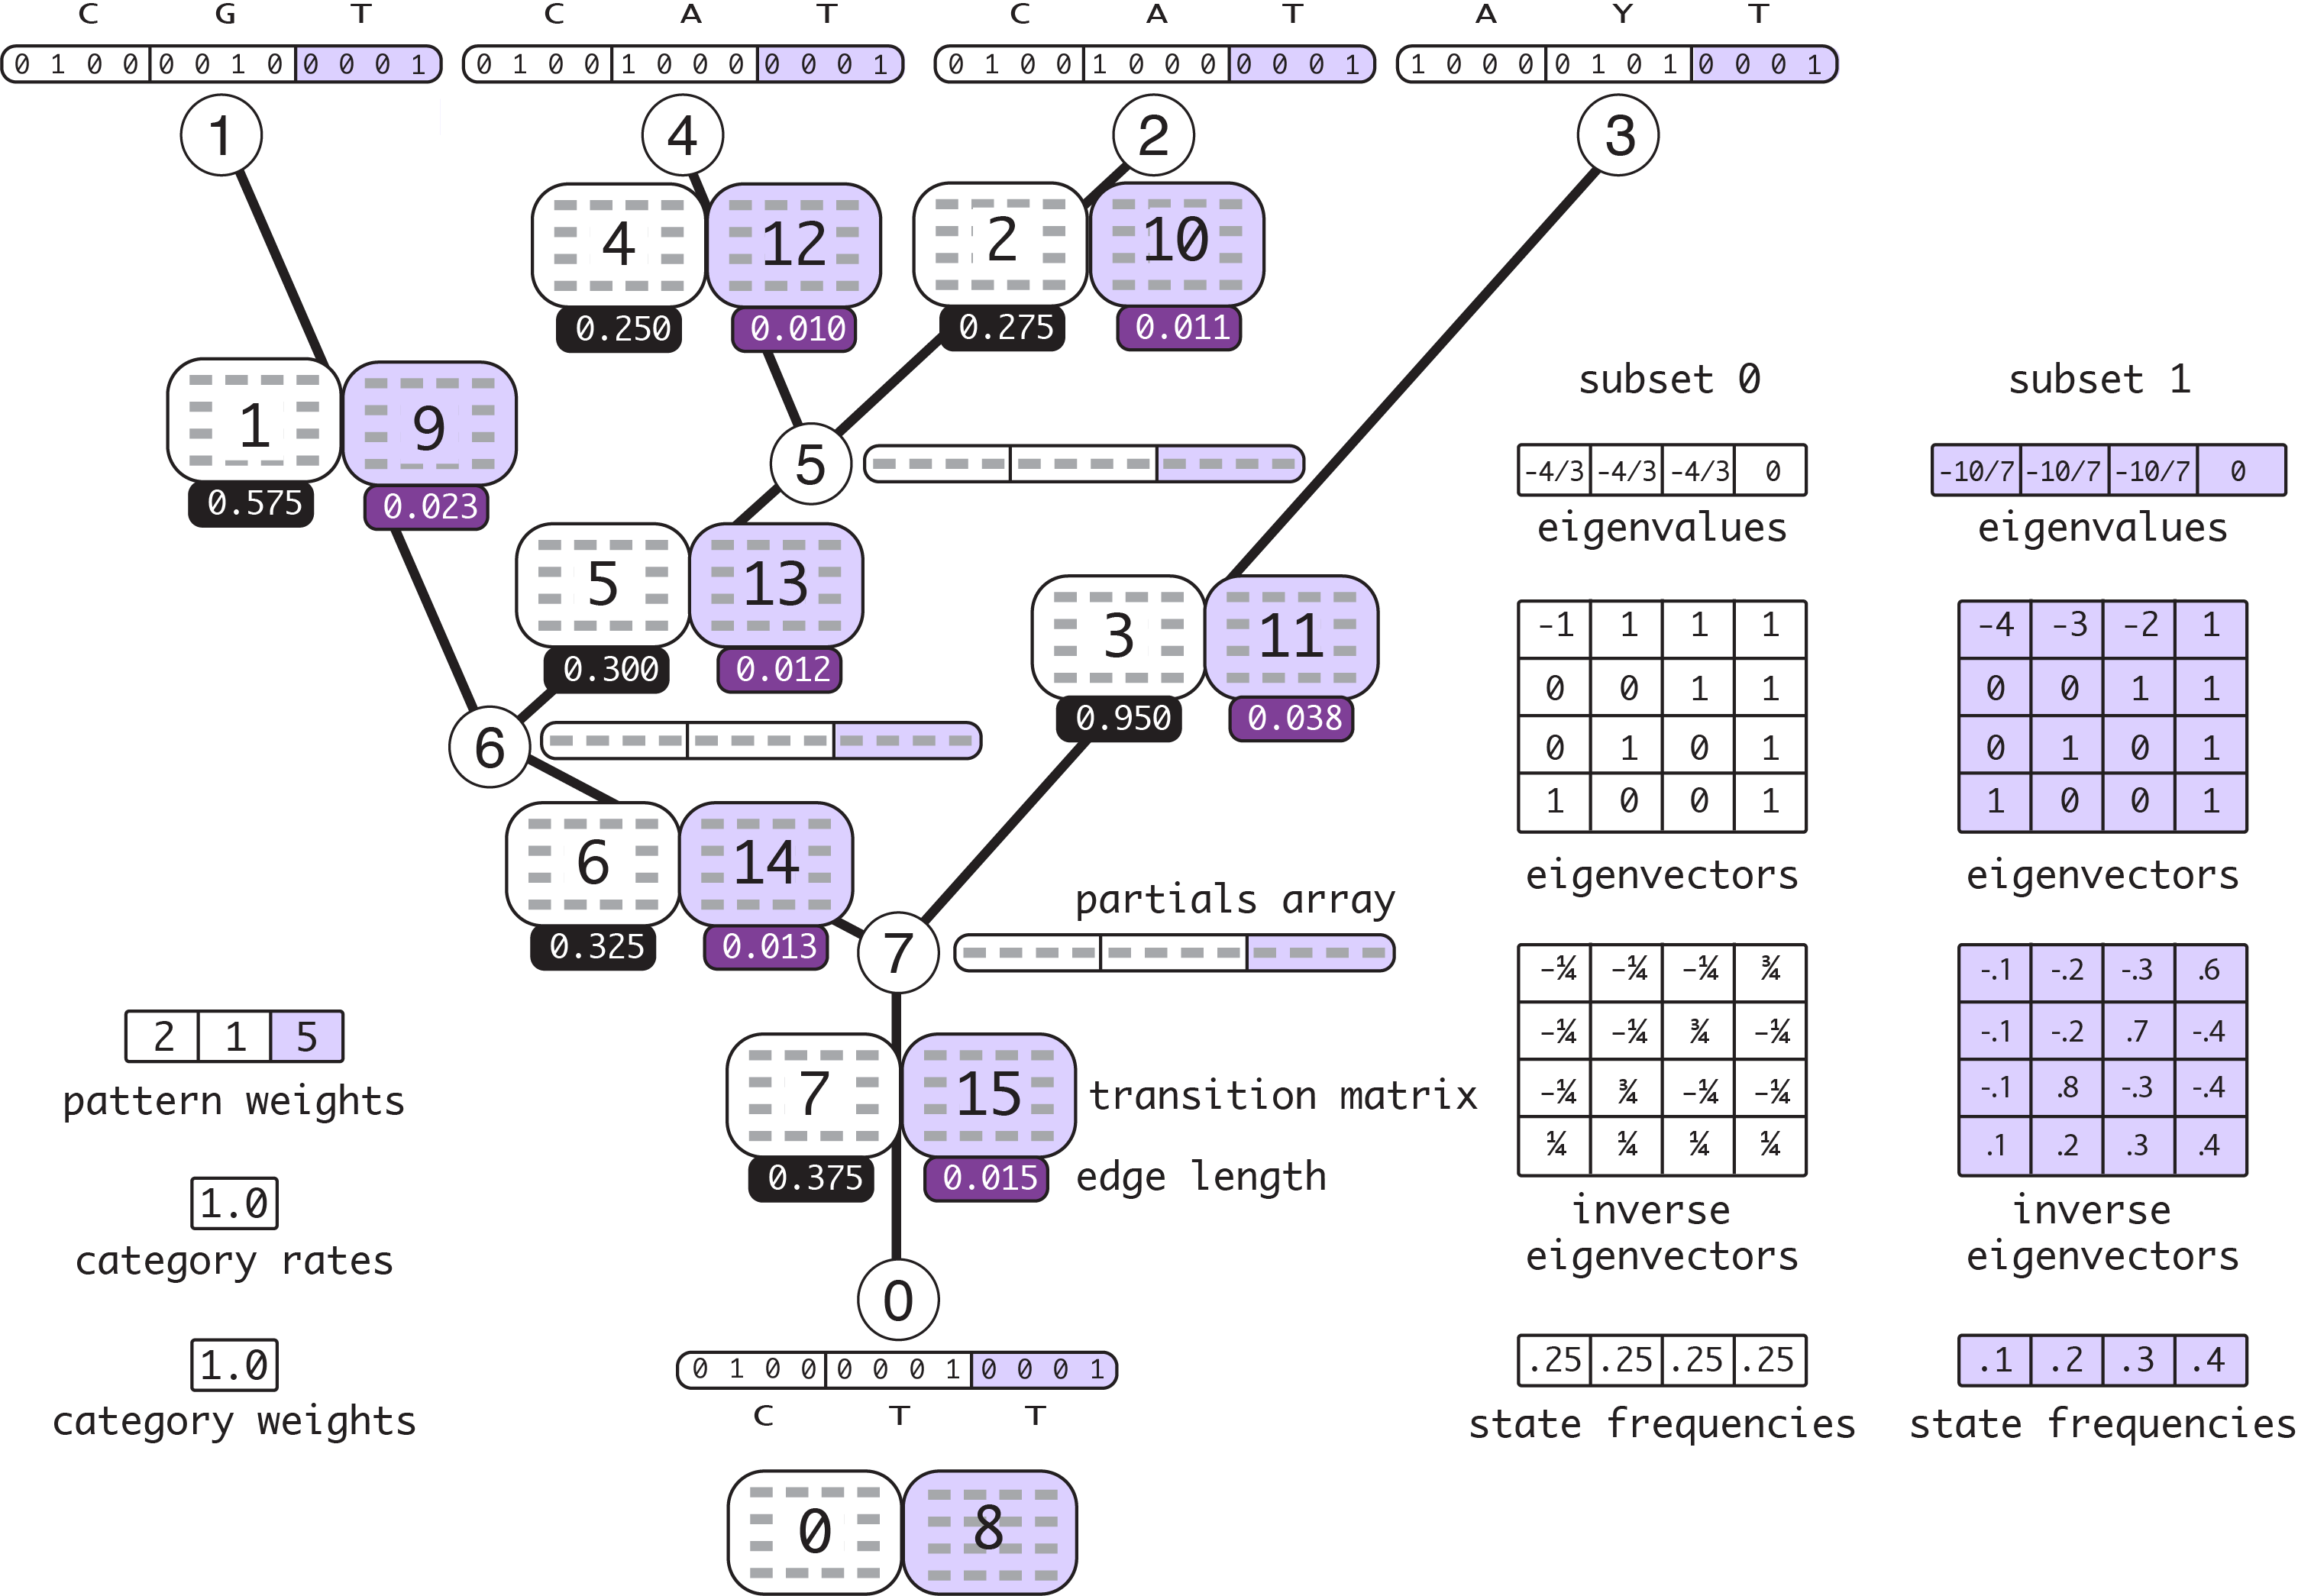 C G T C A T C A T A Y T
0 1 0 0 0 0 1 0 0 0 0 1 0 1 0 0 1 0 0 0 0 0 0 1 0 1 0 0 1 0 0 0 0 0 0 1 1 0 0 0 0 1 0 1 0 0 0 1
1 4 2 3
4 12 2 10
0.250 0.010 0.275 0.011
1 9
0.575 0.023
5
5 13
0.300 0.012
3 11
0.950 0.038
6
6 14
0.325 0.013
7
partials array
7 15
transition matrix
0.375 0.015
edge length
0
0 1 0 0 0 0 0 1 0 0 0 1
C T T
0 8
2 1 5
pattern weights
1.0
category rates
1.0
category weights
subset 0
-4/3 -4/3 -4/3 0
eigenvalues
-1 1 1 1
0 0 1 1
0 1 0 1
1 0 0 1
eigenvectors
-¼ -¼ -¼ ¾
-¼ -¼ ¾ -¼
-¼ ¾ -¼ -¼
¼ ¼ ¼ ¼
inverse
eigenvectors
.25 .25 .25 .25
state frequencies
subset 1
-10/7 -10/7 -10/7 0
eigenvalues
-4 -3 -2 1
0 0 1 1
0 1 0 1
1 0 0 1
eigenvectors
-.1 -.2 -.3 .6
-.1 -.2 .7 -.4
-.1 .8 -.3 -.4
.1 .2 .3 .4
inverse
eigenvectors
.1 .2 .3 .4
state frequencies